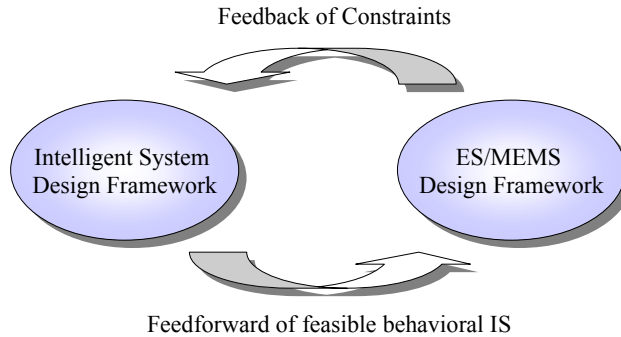 Feedback of Constraints
Intelligent System
Design Framework
ES/MEMS
Design Framework
Feedforward of feasible behavioral IS